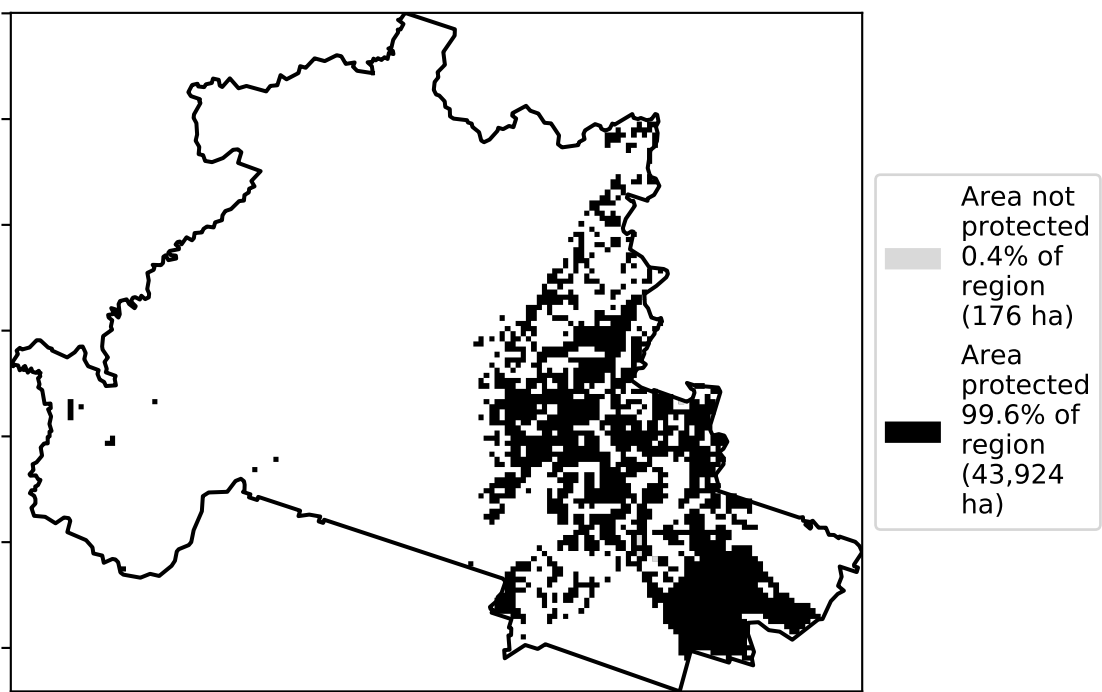 Area not
protected
0.4% of
region
(176 ha)
Area
protected
99.6% of
region
(43,924
ha)